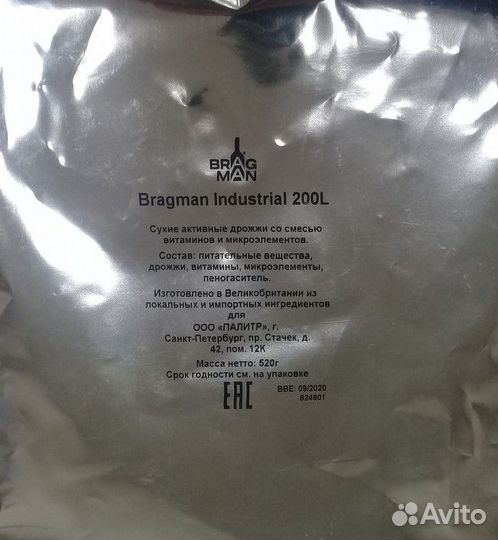 BRAG
MAN
Bragman Industrial 200L
Сухие активные дрожжи со смесью
витаминов и микроэлементов.
Состав: питательные вещества,
дрожжи, витамины, микроэлементы,
пеногаситель.
Изготовлено в Великобритании из
локальных и импортных ингредиентов
для
ООО «ПАЛИТР», г.
Санкт-Петербург, пр. Стачек, д.
42, пом. 12К
Масса нетто: 520г
Срок годности см. на упаковке
EAC
BBE: 09/2020
824801
Avito